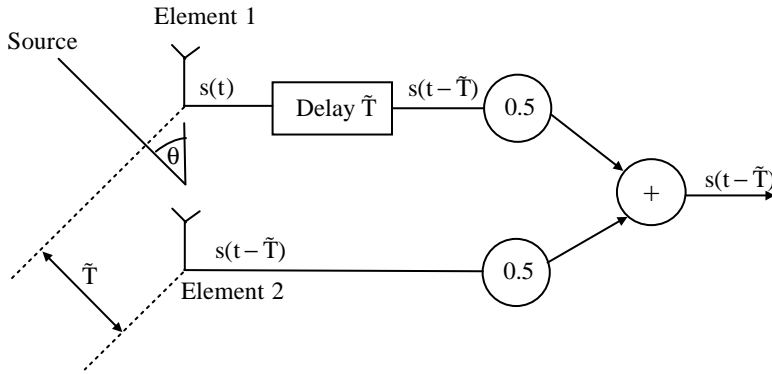 Element 1
Source
s(t)
Delay T̃
s(t− T̃)
0.5
θ
+
s(t− T̃)
T̃
s(t− T̃)
0.5
Element 2